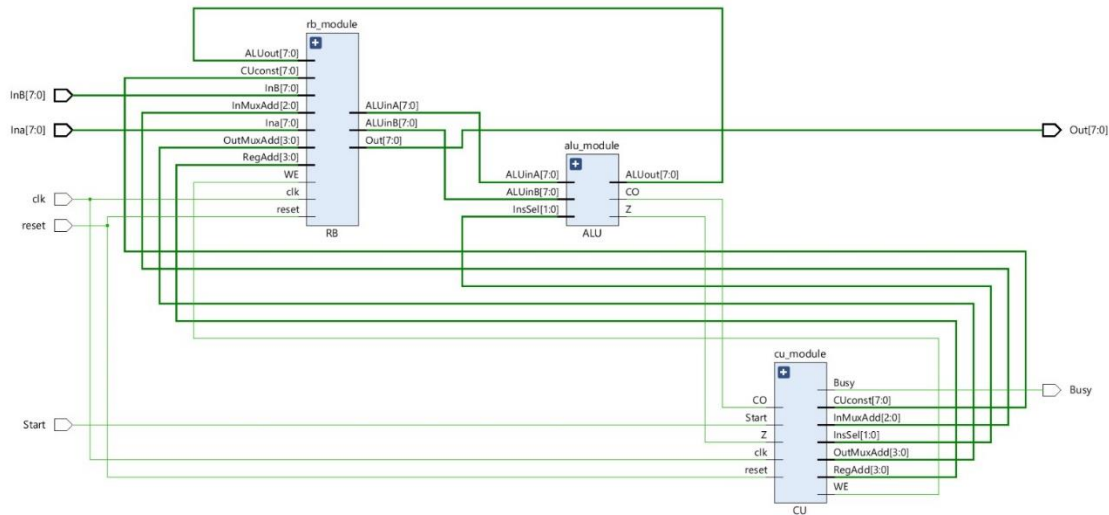 rb_module
ALUout[7:0]
CUconst[7:0]
InB[7:0]
InMuxAdd[2:0]
Ina[7:0]
OutMuxAdd[3:0]
RegAdd[3:0]
WE
clk
reset
ALUinA[7:0]
ALUinB[7:0]
Out[7:0]
RB
InB[7:0]
Ina[7:0]
clk
reset
alu_module
ALUinA[7:0]
ALUinB[7:0]
InsSel[1:0]
ALUout[7:0]
CO
Z
ALU
Out[7:0]
Start
cu_module
CO
Start
Z
clk
reset
Busy
CUconst[7:0]
InMuxAdd[2:0]
InsSel[1:0]
OutMuxAdd[3:0]
RegAdd[3:0]
WE
CU
Busy